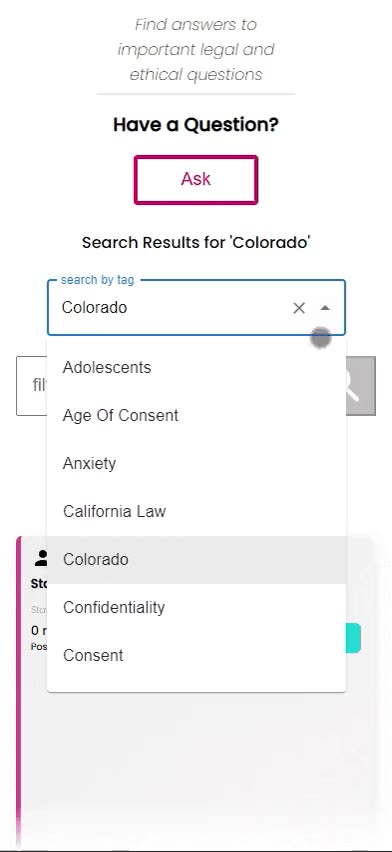 Find answers to
important legal and
ethical questions
Have a Question?
Ask
Search Results for 'Colorado'
search by tag
Colorado
Adolescents
Age Of Consent
Anxiety
California Law
Colorado
Confidentiality
Consent